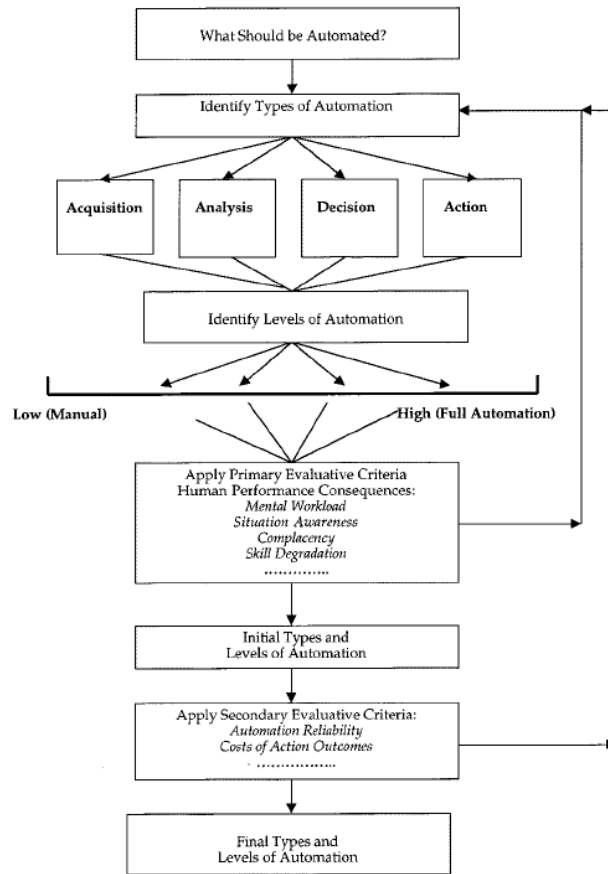 What Should be Automated?
Identify Types of Automation
Acquisition
Analysis
Decision
Action
Identify Levels of Automation
Low (Manual)
High (Full Automation)
Apply Primary Evaluative Criteria
Human Performance Consequences:
Mental Workload
Situation Awareness
Complacency
Skill Degradation
..............
Initial Types and
Levels of Automation
Apply Secondary Evaluative Criteria:
Automation Reliability
Costs of Action Outcomes
.................
Final Types and
Levels of Automation